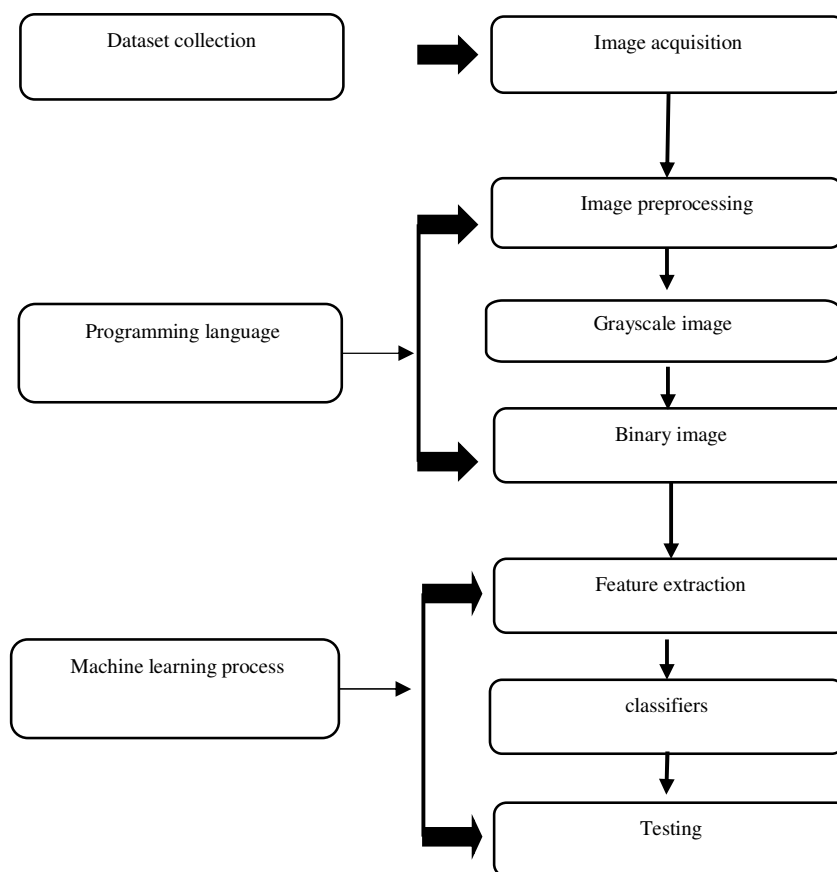 Dataset collection
Image acquisition
Image preprocessing
Grayscale image
Programming language
Binary image
Feature extraction
Machine learning process
classifiers
Testing